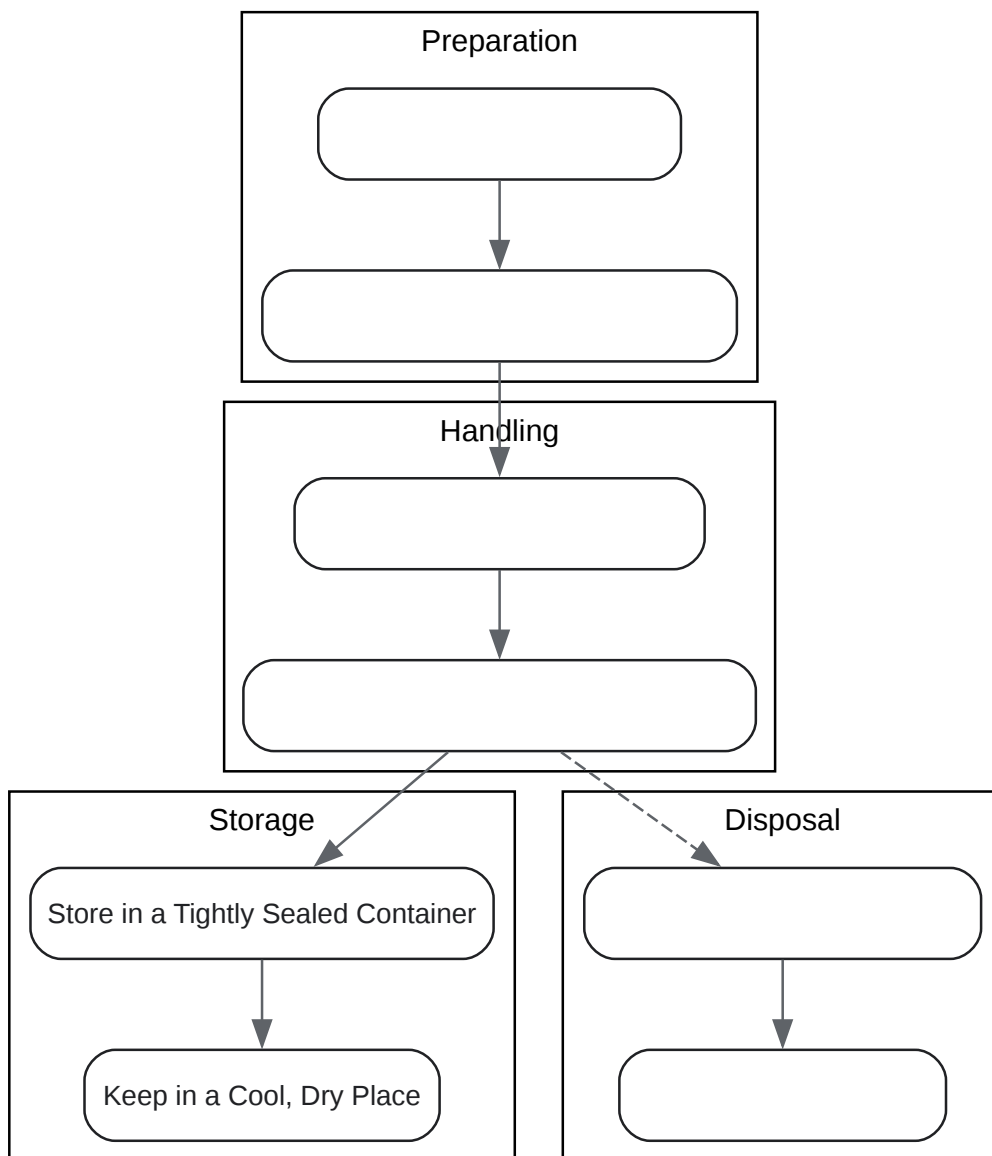 Preparation
Handling
Storage
Store in a Tightly Sealed Container
Keep in a Cool, Dry Place
Disposal